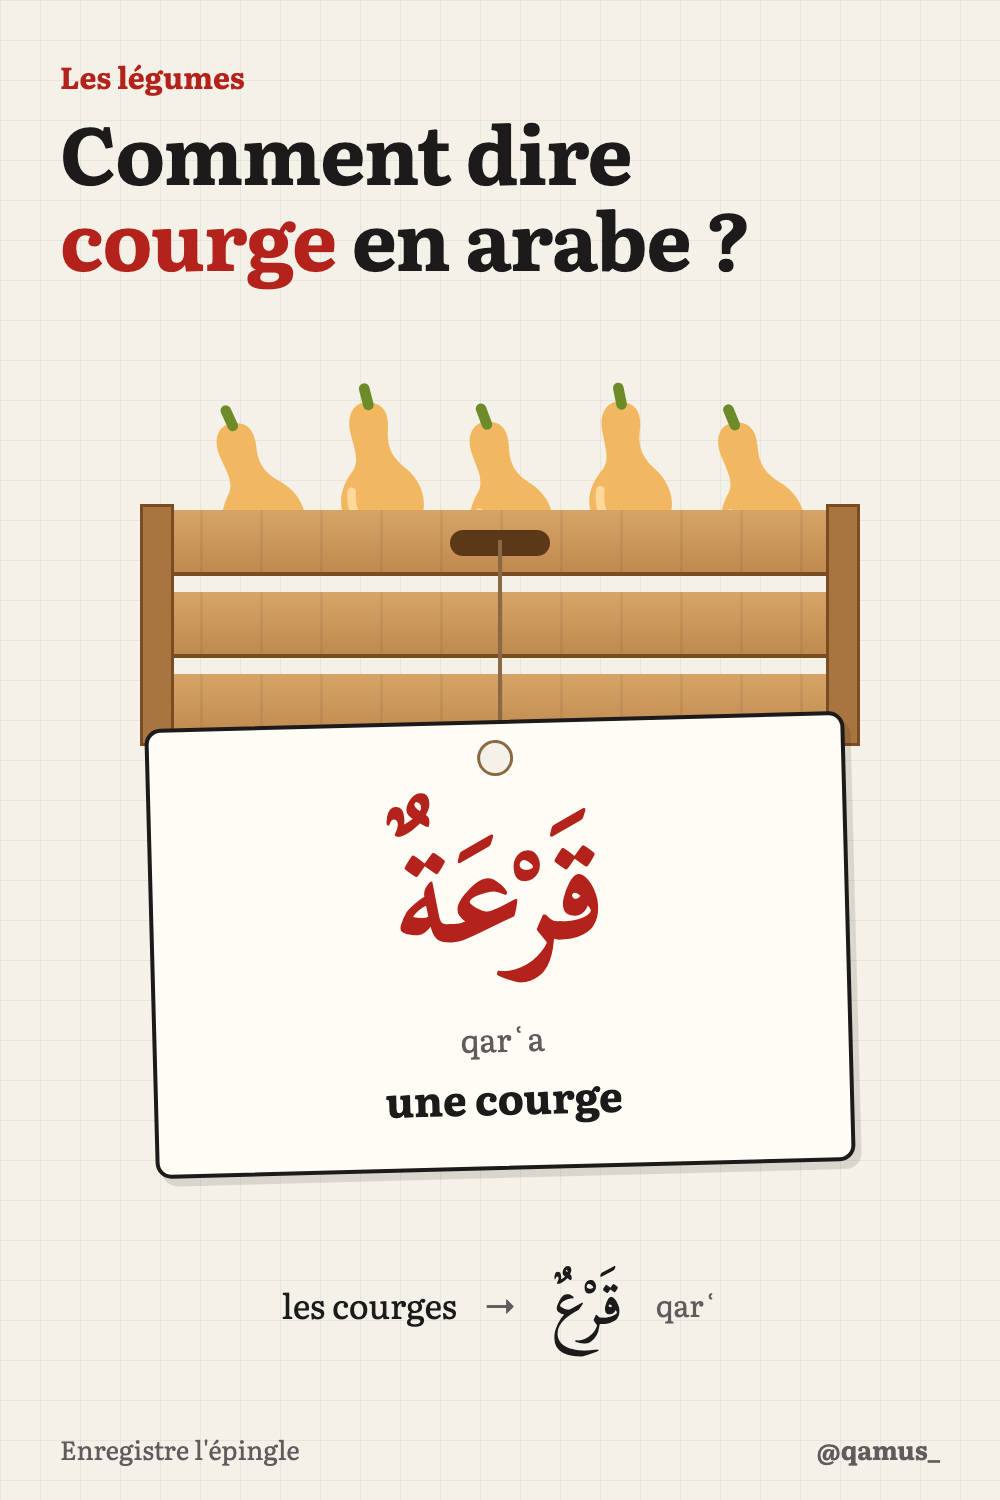 Les légumes
Comment dire
courge en arabe ?
قَرْعَةٌ
qarʿa
une courge
les courges → قَرْعٌ qarʿ
Enregistre l'épingle
@qamus_